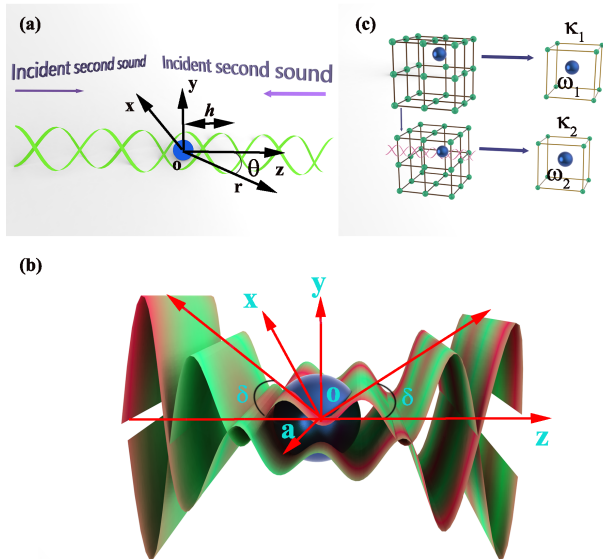 (a)
Incident second sound
Incident second sound
x
y
h
o
z
θ
r
(c)
κ1
ω1
κ2
ω2
(b)
y
x
δ
o
δ
a
z